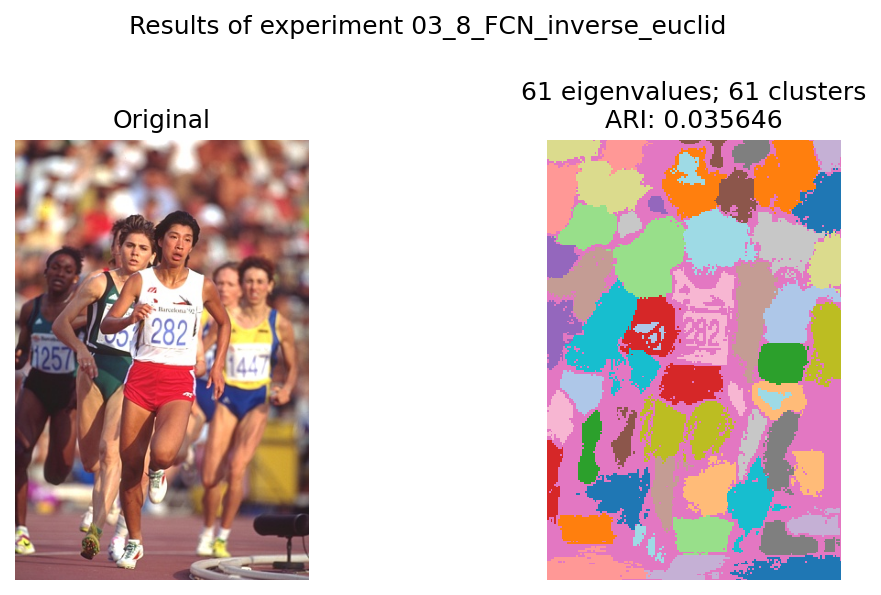 Results of experiment 03_8_FCN_inverse_euclid
Original
61 eigenvalues; 61 clusters
ARI: 0.035646
Barcelona'92
282
1257
1447
282